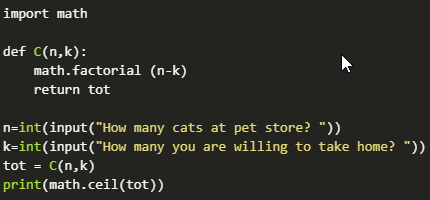 import math
def C(n,k):
    math.factorial (n-k)
    return tot
n=int(input("How many cats at pet store? "))
k=int(input("How many you are willing to take home? "))
tot = C(n,k)
print(math.ceil(tot))